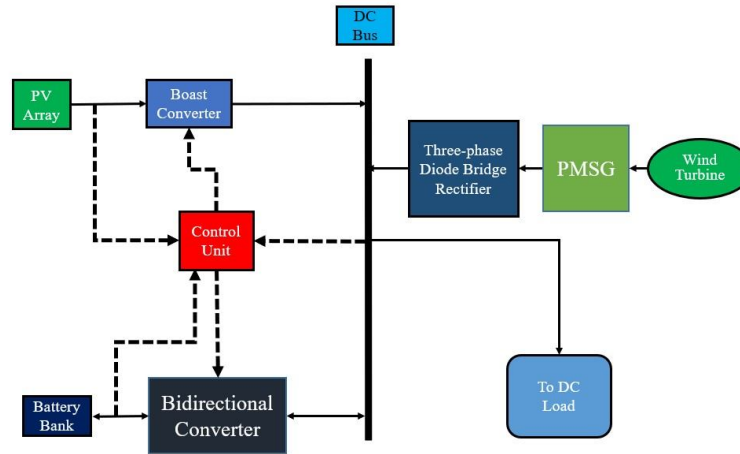 DC
Bus
PV
Array
Boast
Converter
Three-phase
Diode Bridge
Rectifier
PMSG
Wind
Turbine
Control
Unit
Battery
Bank
Bidirectional
Converter
To DC
Load